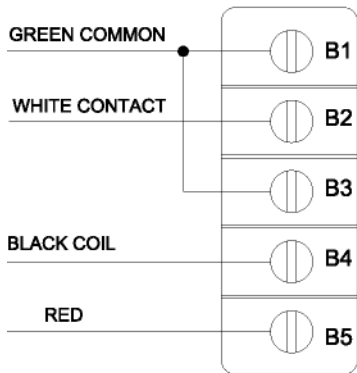 GREEN COMMON
B1
WHITE CONTACT
B2
B3
BLACK COIL
B4
RED
B5